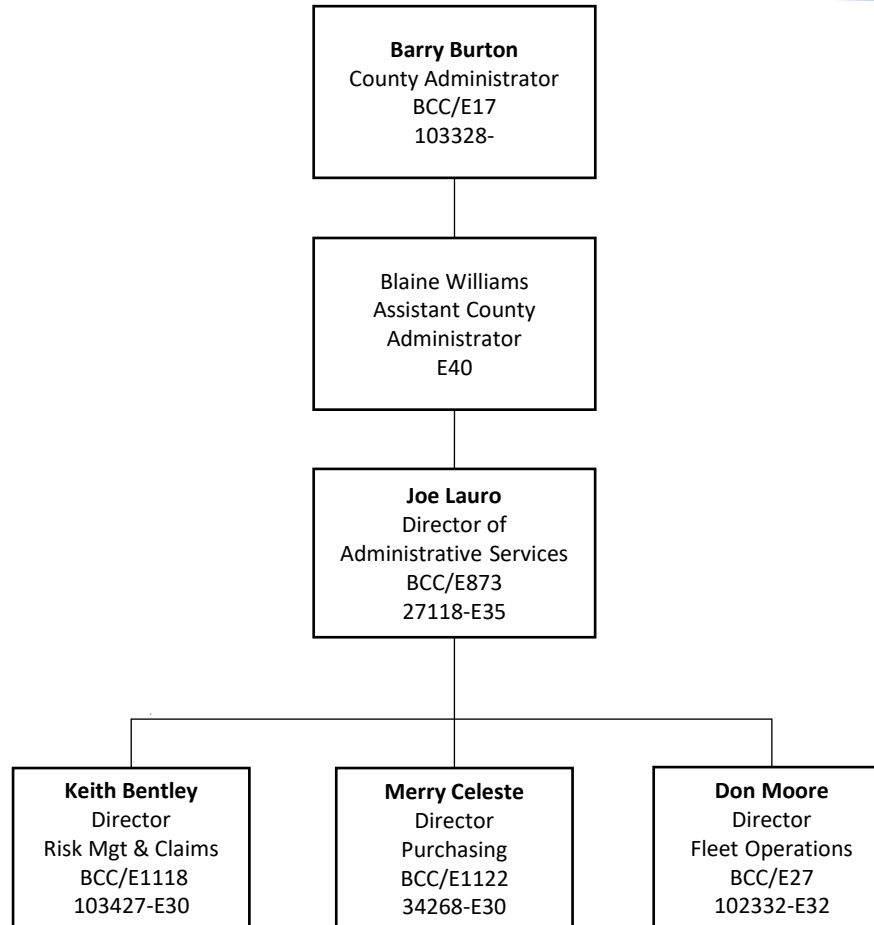 Barry Burton
County Administrator
BCC/E17
103328-
Blaine Williams
Assistant County
Administrator
E40
Joe Lauro
Director of
Administrative Services
BCC/E873
27118-E35
Keith Bentley
Director
Risk Mgt & Claims
BCC/E1118
103427-E30
Merry Celeste
Director
Purchasing
BCC/E1122
34268-E30
Don Moore
Director
Fleet Operations
BCC/E27
102332-E32